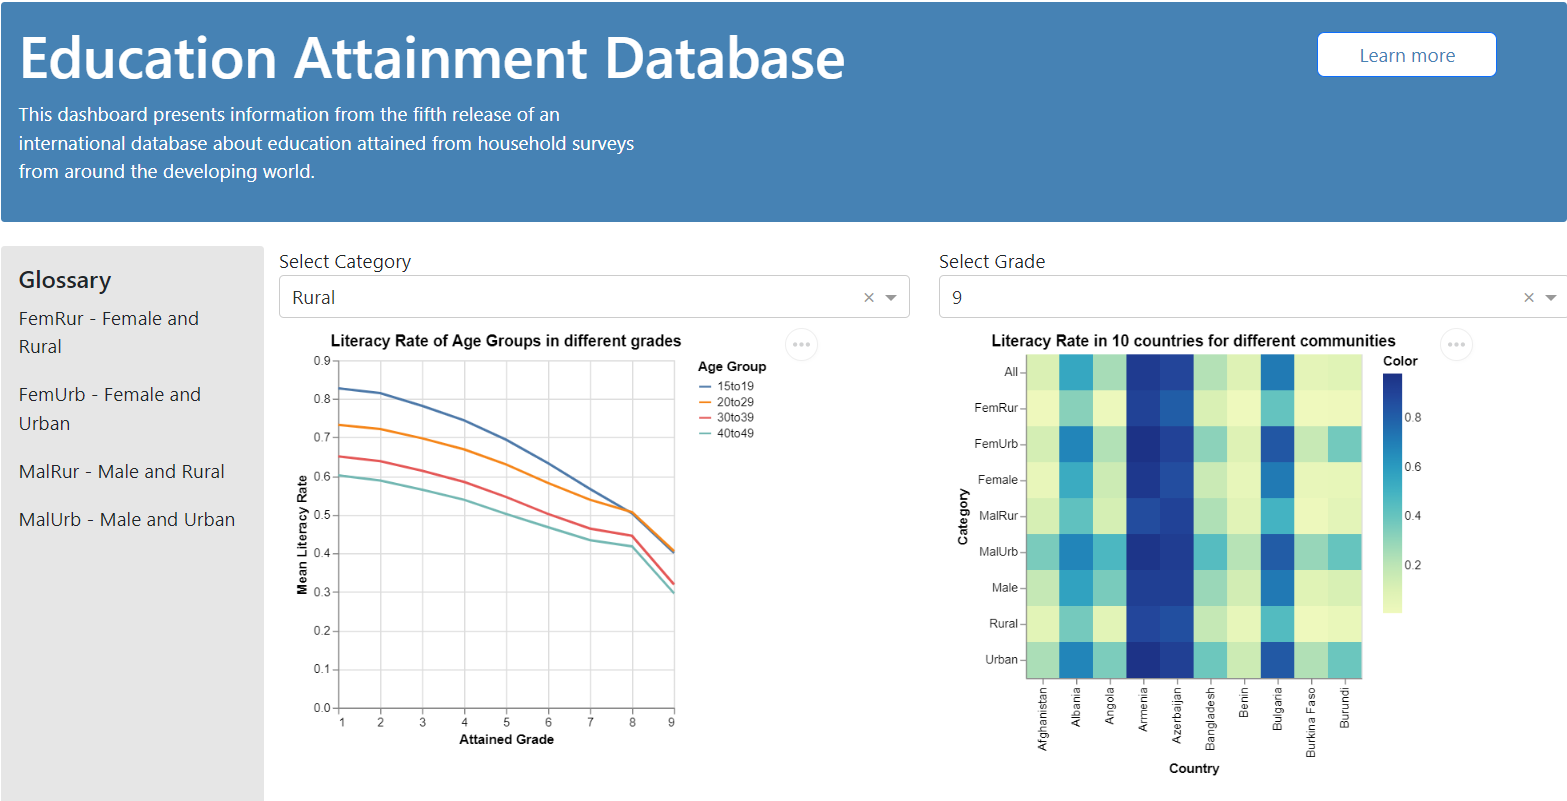 Education Attainment Database
Learn more
This dashboard presents information from the fifth release of an
international database about education attained from household surveys
from around the developing world.
Glossary
FemRur - Female and
Rural
FemUrb - Female and
Urban
MalRur - Male and Rural
MalUrb - Male and Urban
Select Category
Rural
Literacy Rate of Age Groups in different grades
Mean Literacy Rate
0.9
0.8
0.7
0.6
0.5
0.4
0.3
0.2
0.1
0.0
1 2 3 4 5 6 7 8 9
Attained Grade
Age Group
15to19
20to29
30to39
40to49
Select Grade
9
Literacy Rate in 10 countries for different communities
Category
All
FemRur
FemUrb
Female
MalRur
MalUrb
Male
Rural
Urban
Afghanistan
Albania
Angola
Armenia
Azerbaijan
Bangladesh
Benin
Bulgaria
Burkina Faso
Burundi
Country
Color
0.8
0.6
0.4
0.2